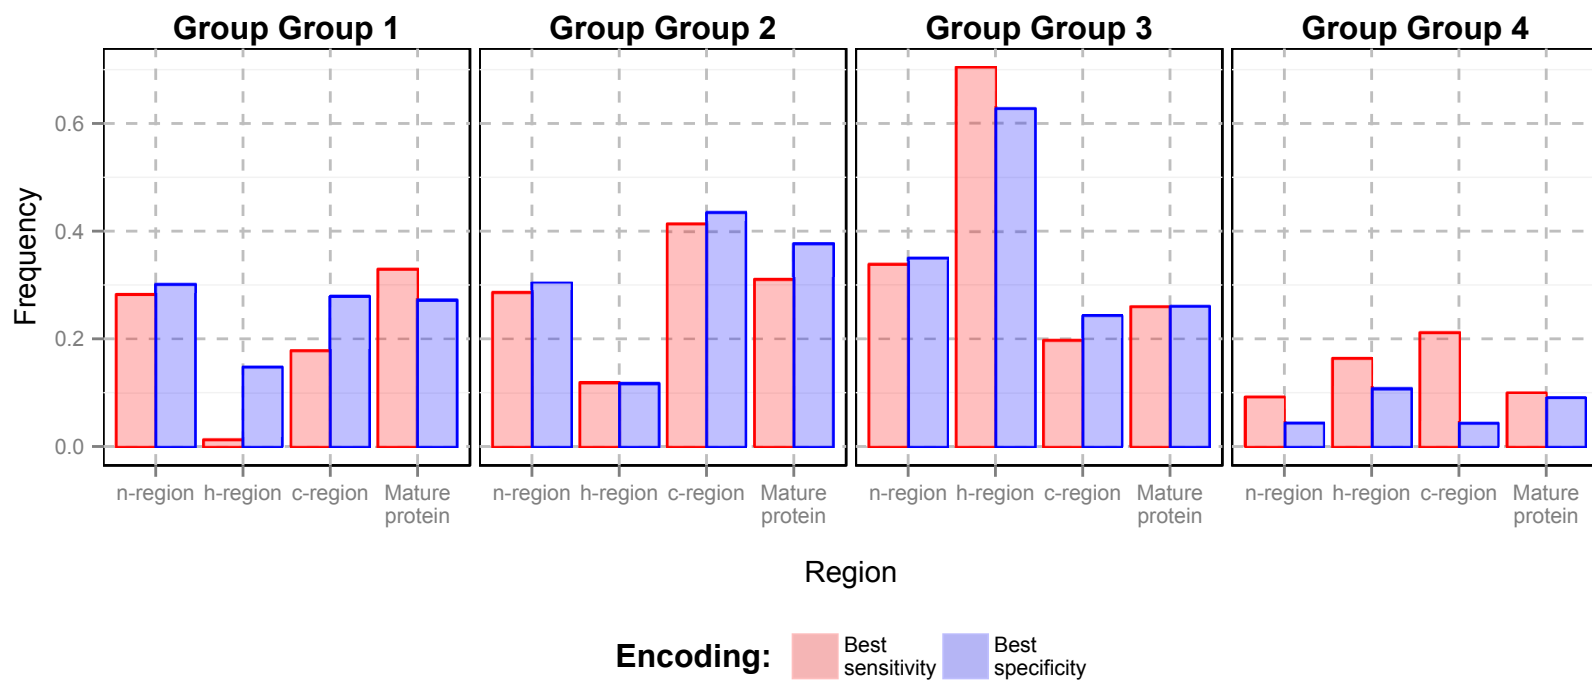 Group Group 1
Group Group 2
Group Group 3
Group Group 4
Frequency
0.6
0.4
0.2
0.0
n-region h-region c-region Mature protein
n-region h-region c-region Mature protein
n-region h-region c-region Mature protein
n-region h-region c-region Mature protein
Region
Encoding:
Best
sensitivity
Best
specificity